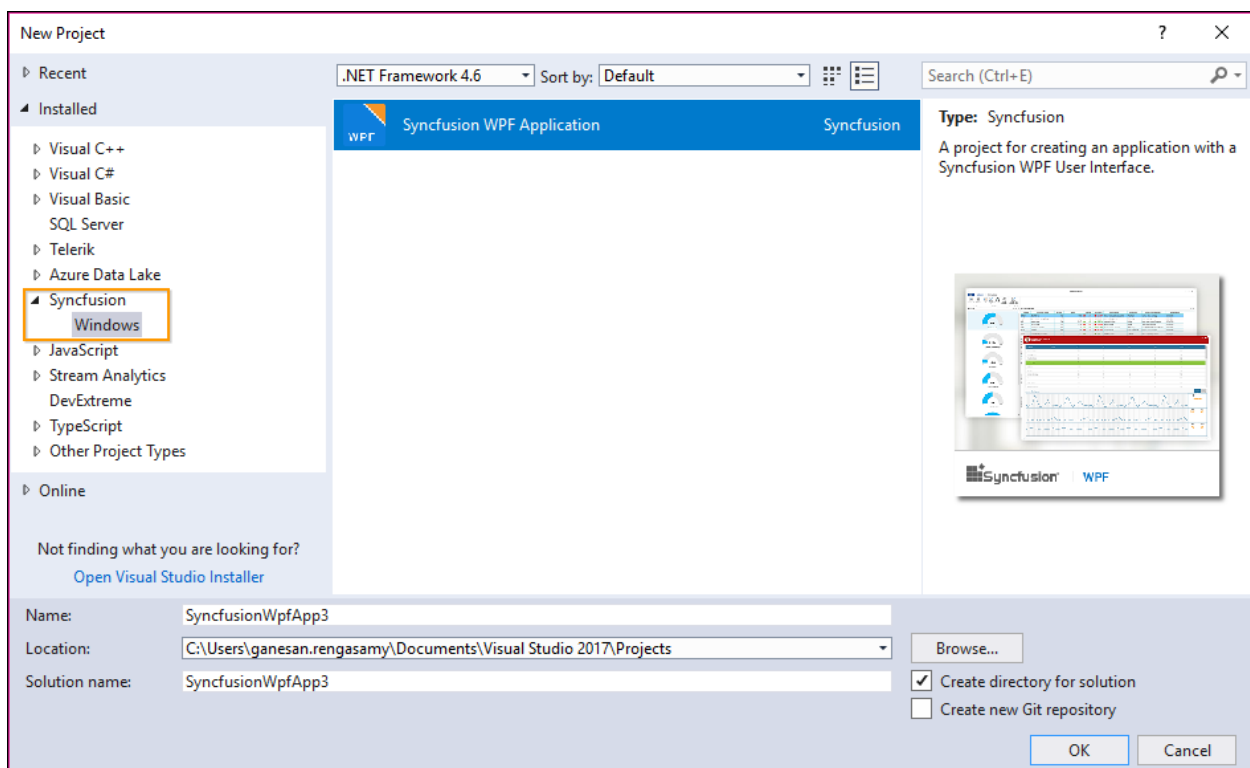 New Project
?
Recent
.NET Framework 4.6
Sort by:
Default
Search (Ctrl+E)
Installed
Visual C++
Visual C#
Visual Basic
SQL Server
Telerik
Azure Data Lake
Syncfusion
Windows
JavaScript
Stream Analytics
DevExtreme
TypeScript
Other Project Types
Online
Not finding what you are looking for?
Open Visual Studio Installer
WPF
Syncfusion WPF Application
Syncfusion
Type: Syncfusion
A project for creating an application with a
Syncfusion WPF User Interface.
Syncfusion
WPF
Name:
SyncfusionWpfApp3
Location:
C:\Users\ganesan.rengasamy\Documents\Visual Studio 2017\Projects
Browse...
Solution name:
SyncfusionWpfApp3
Create directory for solution
Create new Git repository
OK
Cancel